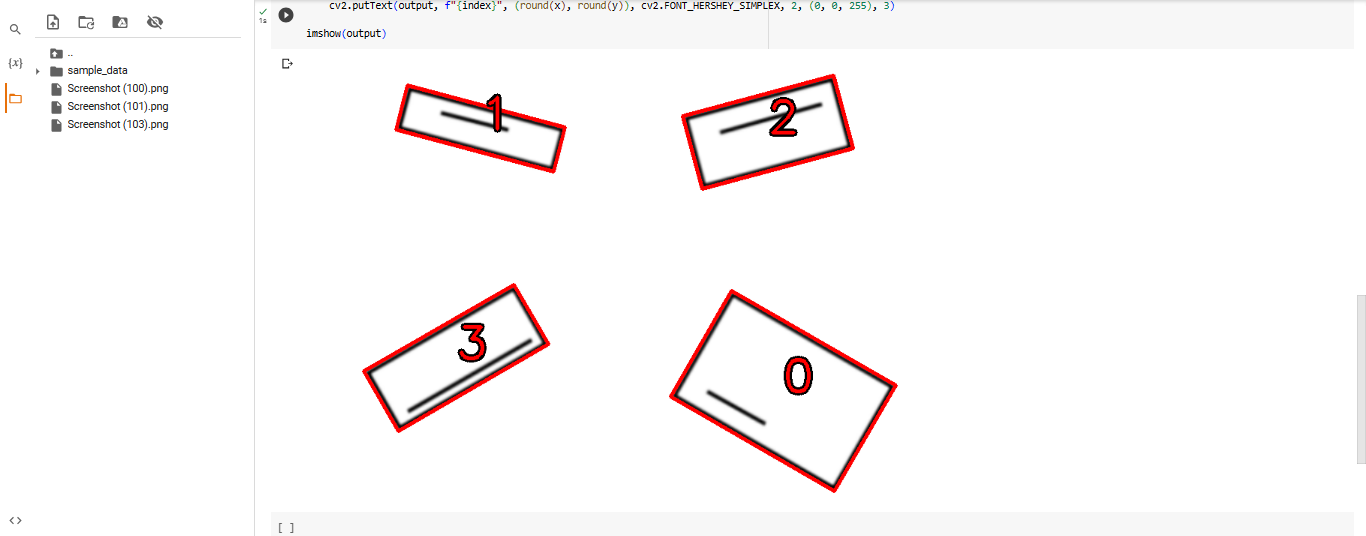 cv2.putText(output, f"{index}", (round(x), round(y)), cv2.FONT_HERSHEY_SIMPLEX, 2, (0, 0, 255), 3)
1s
imshow(output)
{x}
..
sample_data
Screenshot (100).png
Screenshot (101).png
Screenshot (103).png
1
2
3
0
<>
[ ]